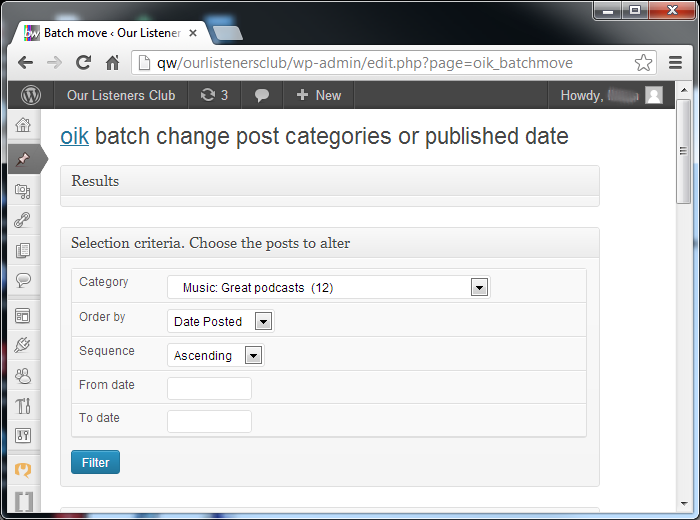 bw Batch move ‹ Our Listener
qw/ourlistenersclub/wp-admin/edit.php?page=oik_batchmove
Our Listeners Club 3 + New Howdy,
oik batch change post categories or published date
Results
Selection criteria. Choose the posts to alter
Category Music: Great podcasts (12)
Order by Date Posted
Sequence Ascending
From date
To date
Filter